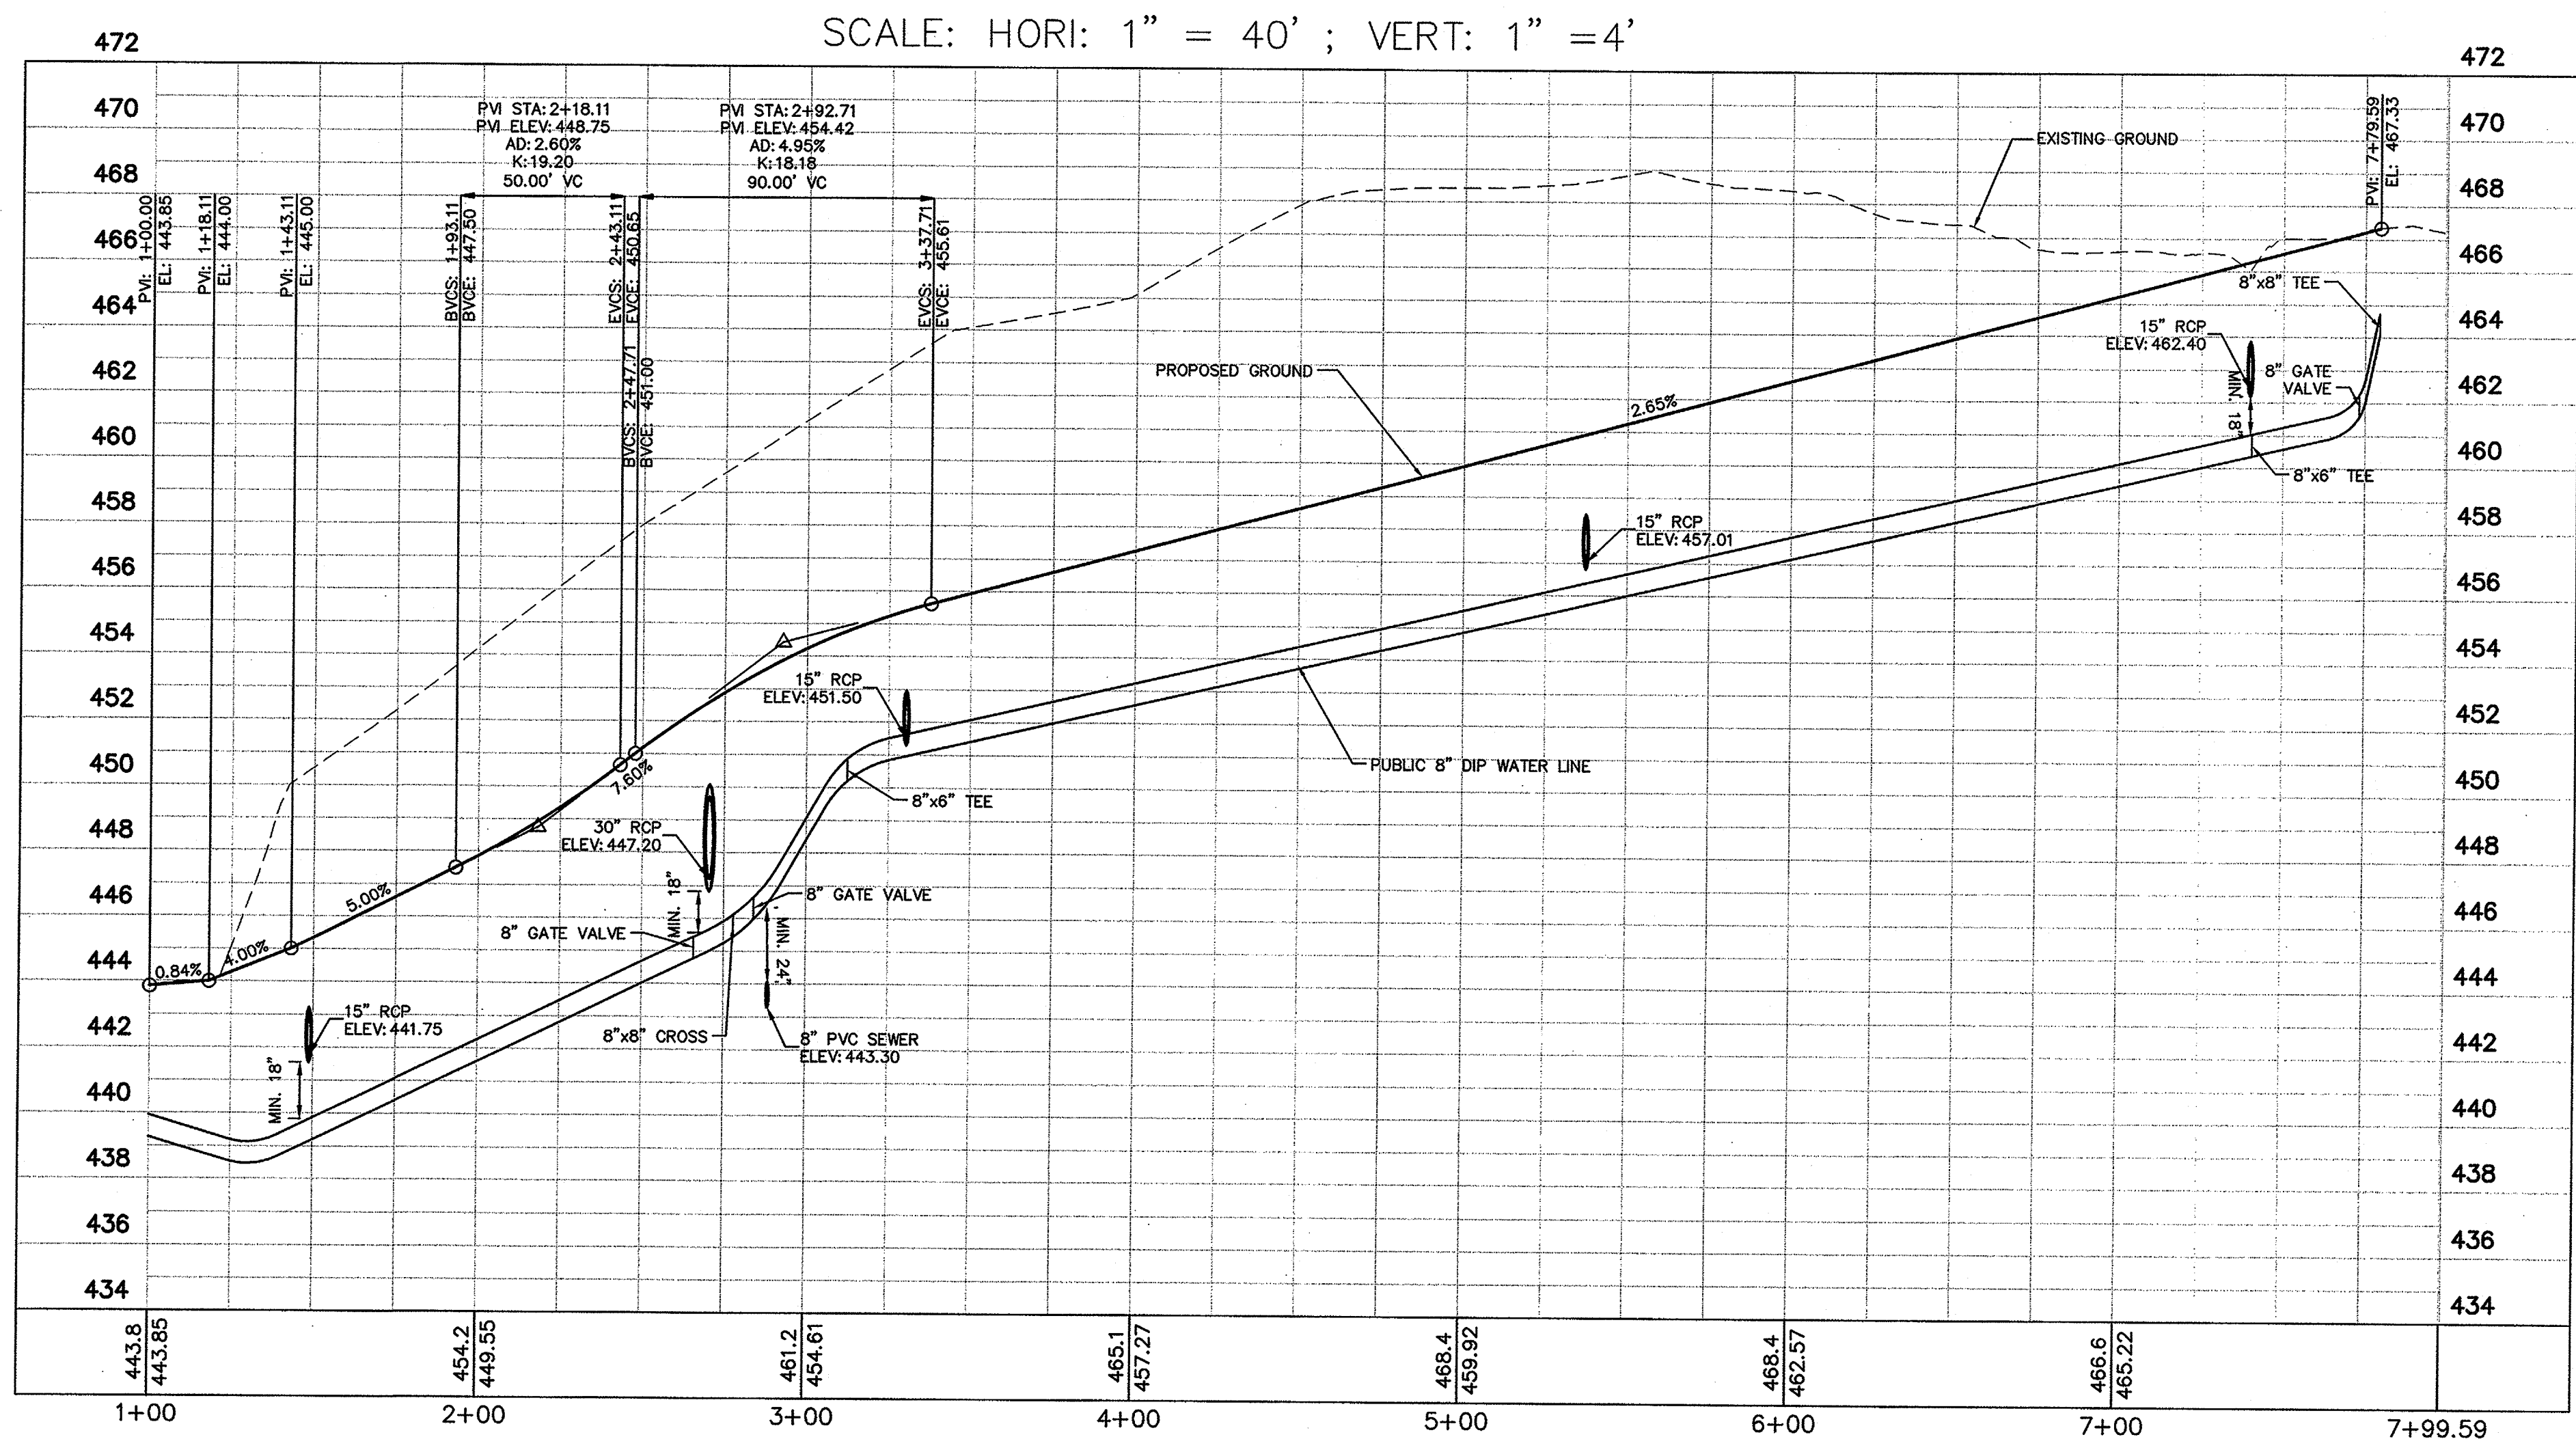 SCALE: HORI: 1" = 40' ; VERT: 1" =4'
472
470
468
466
464
462
460
458
456
454
452
450
448
446
444
442
440
438
436
434
PVI: 1+00.00
EL: 443.85
PVI: 1+18.11
EL: 444.00
PVI: 1+43.11
EL: 445.00
PVI STA: 2+18.11
PVI ELEV: 448.75
AD: 2.60%
K: 19.20
50.00' VC
BVCS: 1+93.11
BVCE: 447.50
EVCS: 2+43.11
EVCE: 450.65
PVI STA: 2+92.71
PVI ELEV: 454.42
AD: 4.95%
K: 18.18
90.00' VC
BVCS: 2+47.71
BVCE: 451.00
EVCS: 3+37.71
EVCE: 455.61
EXISTING GROUND
PVI: 7+79.59
EL: 467.33
8"x8" TEE
15" RCP
ELEV: 462.40
8" GATE
VALVE
MIN. 18"
8"x6" TEE
PROPOSED GROUND
2.65%
15" RCP
ELEV: 457.01
15" RCP
ELEV: 451.50
PUBLIC 8" DIP WATER LINE
8"x6" TEE
7.60%
30" RCP
ELEV: 447.20
MIN. 18"
8" GATE VALVE
8" GATE VALVE
MIN. 24"
5.00%
4.00%
0.84%
15" RCP
ELEV: 441.75
MIN. 18"
8"x8" CROSS
8" PVC SEWER
ELEV: 443.30
472
470
468
466
464
462
460
458
456
454
452
450
448
446
444
442
440
438
436
434
443.8
443.85
454.2
449.55
461.2
454.61
465.1
457.27
468.4
459.92
468.4
462.57
466.6
465.22
1+00
2+00
3+00
4+00
5+00
6+00
7+00
7+99.59